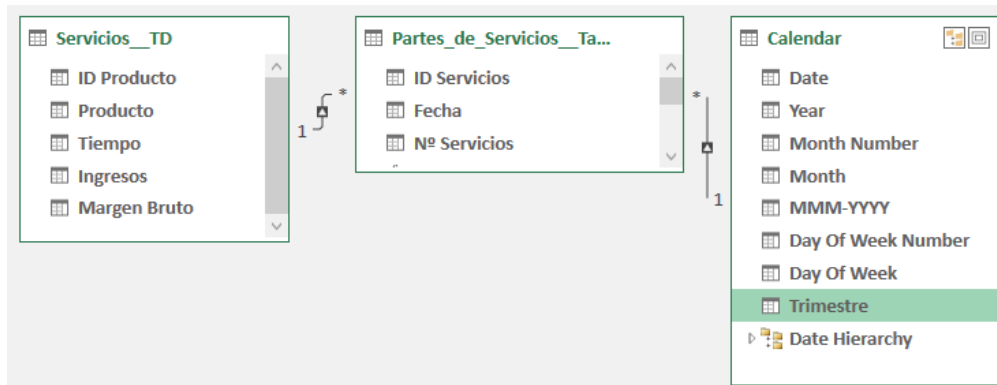 Servicios__TD
ID Producto
Producto
Tiempo
Ingresos
Margen Bruto
1
*
Partes_de_Servicios__Ta...
ID Servicios
Fecha
Nº Servicios
*
1
Calendar
Date
Year
Month Number
Month
MMM-YYYY
Day Of Week Number
Day Of Week
Trimestre
Date Hierarchy